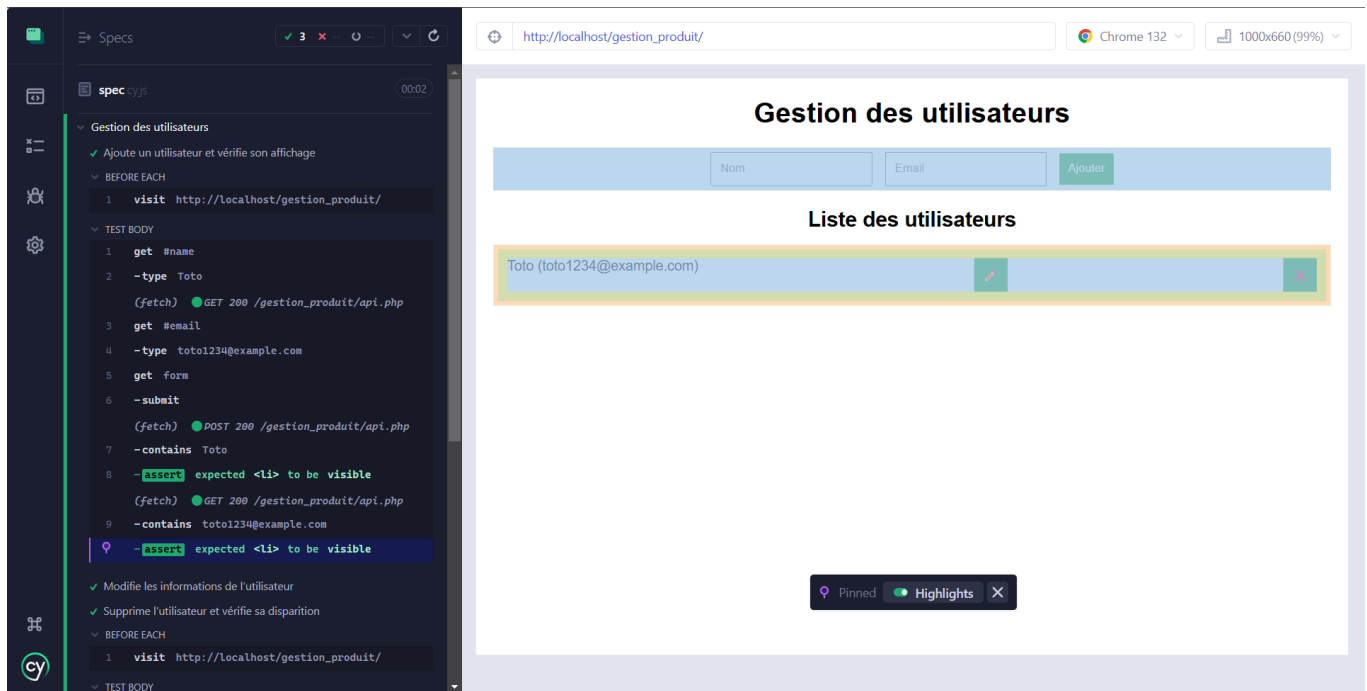 Specs
3 -- --
http://localhost/gestion_produit/
Chrome 132
1000x660 (99%)
spec cy.js
00:02
Gestion des utilisateurs
Ajoute un utilisateur et vérifie son affichage
BEFORE EACH
1 visit http://localhost/gestion_produit/
TEST BODY
1 get #name
2 -type Toto
(fetch) GET 200 /gestion_produit/api.php
3 get #email
4 -type toto1234@example.com
5 get form
6 -submit
(fetch) POST 200 /gestion_produit/api.php
7 -contains Toto
8 -assert expected <li> to be visible
(fetch) GET 200 /gestion_produit/api.php
9 -contains toto1234@example.com
-assert expected <li> to be visible
Modifie les informations de l'utilisateur
Supprime l'utilisateur et vérifie sa disparition
BEFORE EACH
1 visit http://localhost/gestion_produit/
TEST BODY
cy
Gestion des utilisateurs
Nom Email Ajouter
Liste des utilisateurs
Toto (toto1234@example.com)
Pinned Highlights